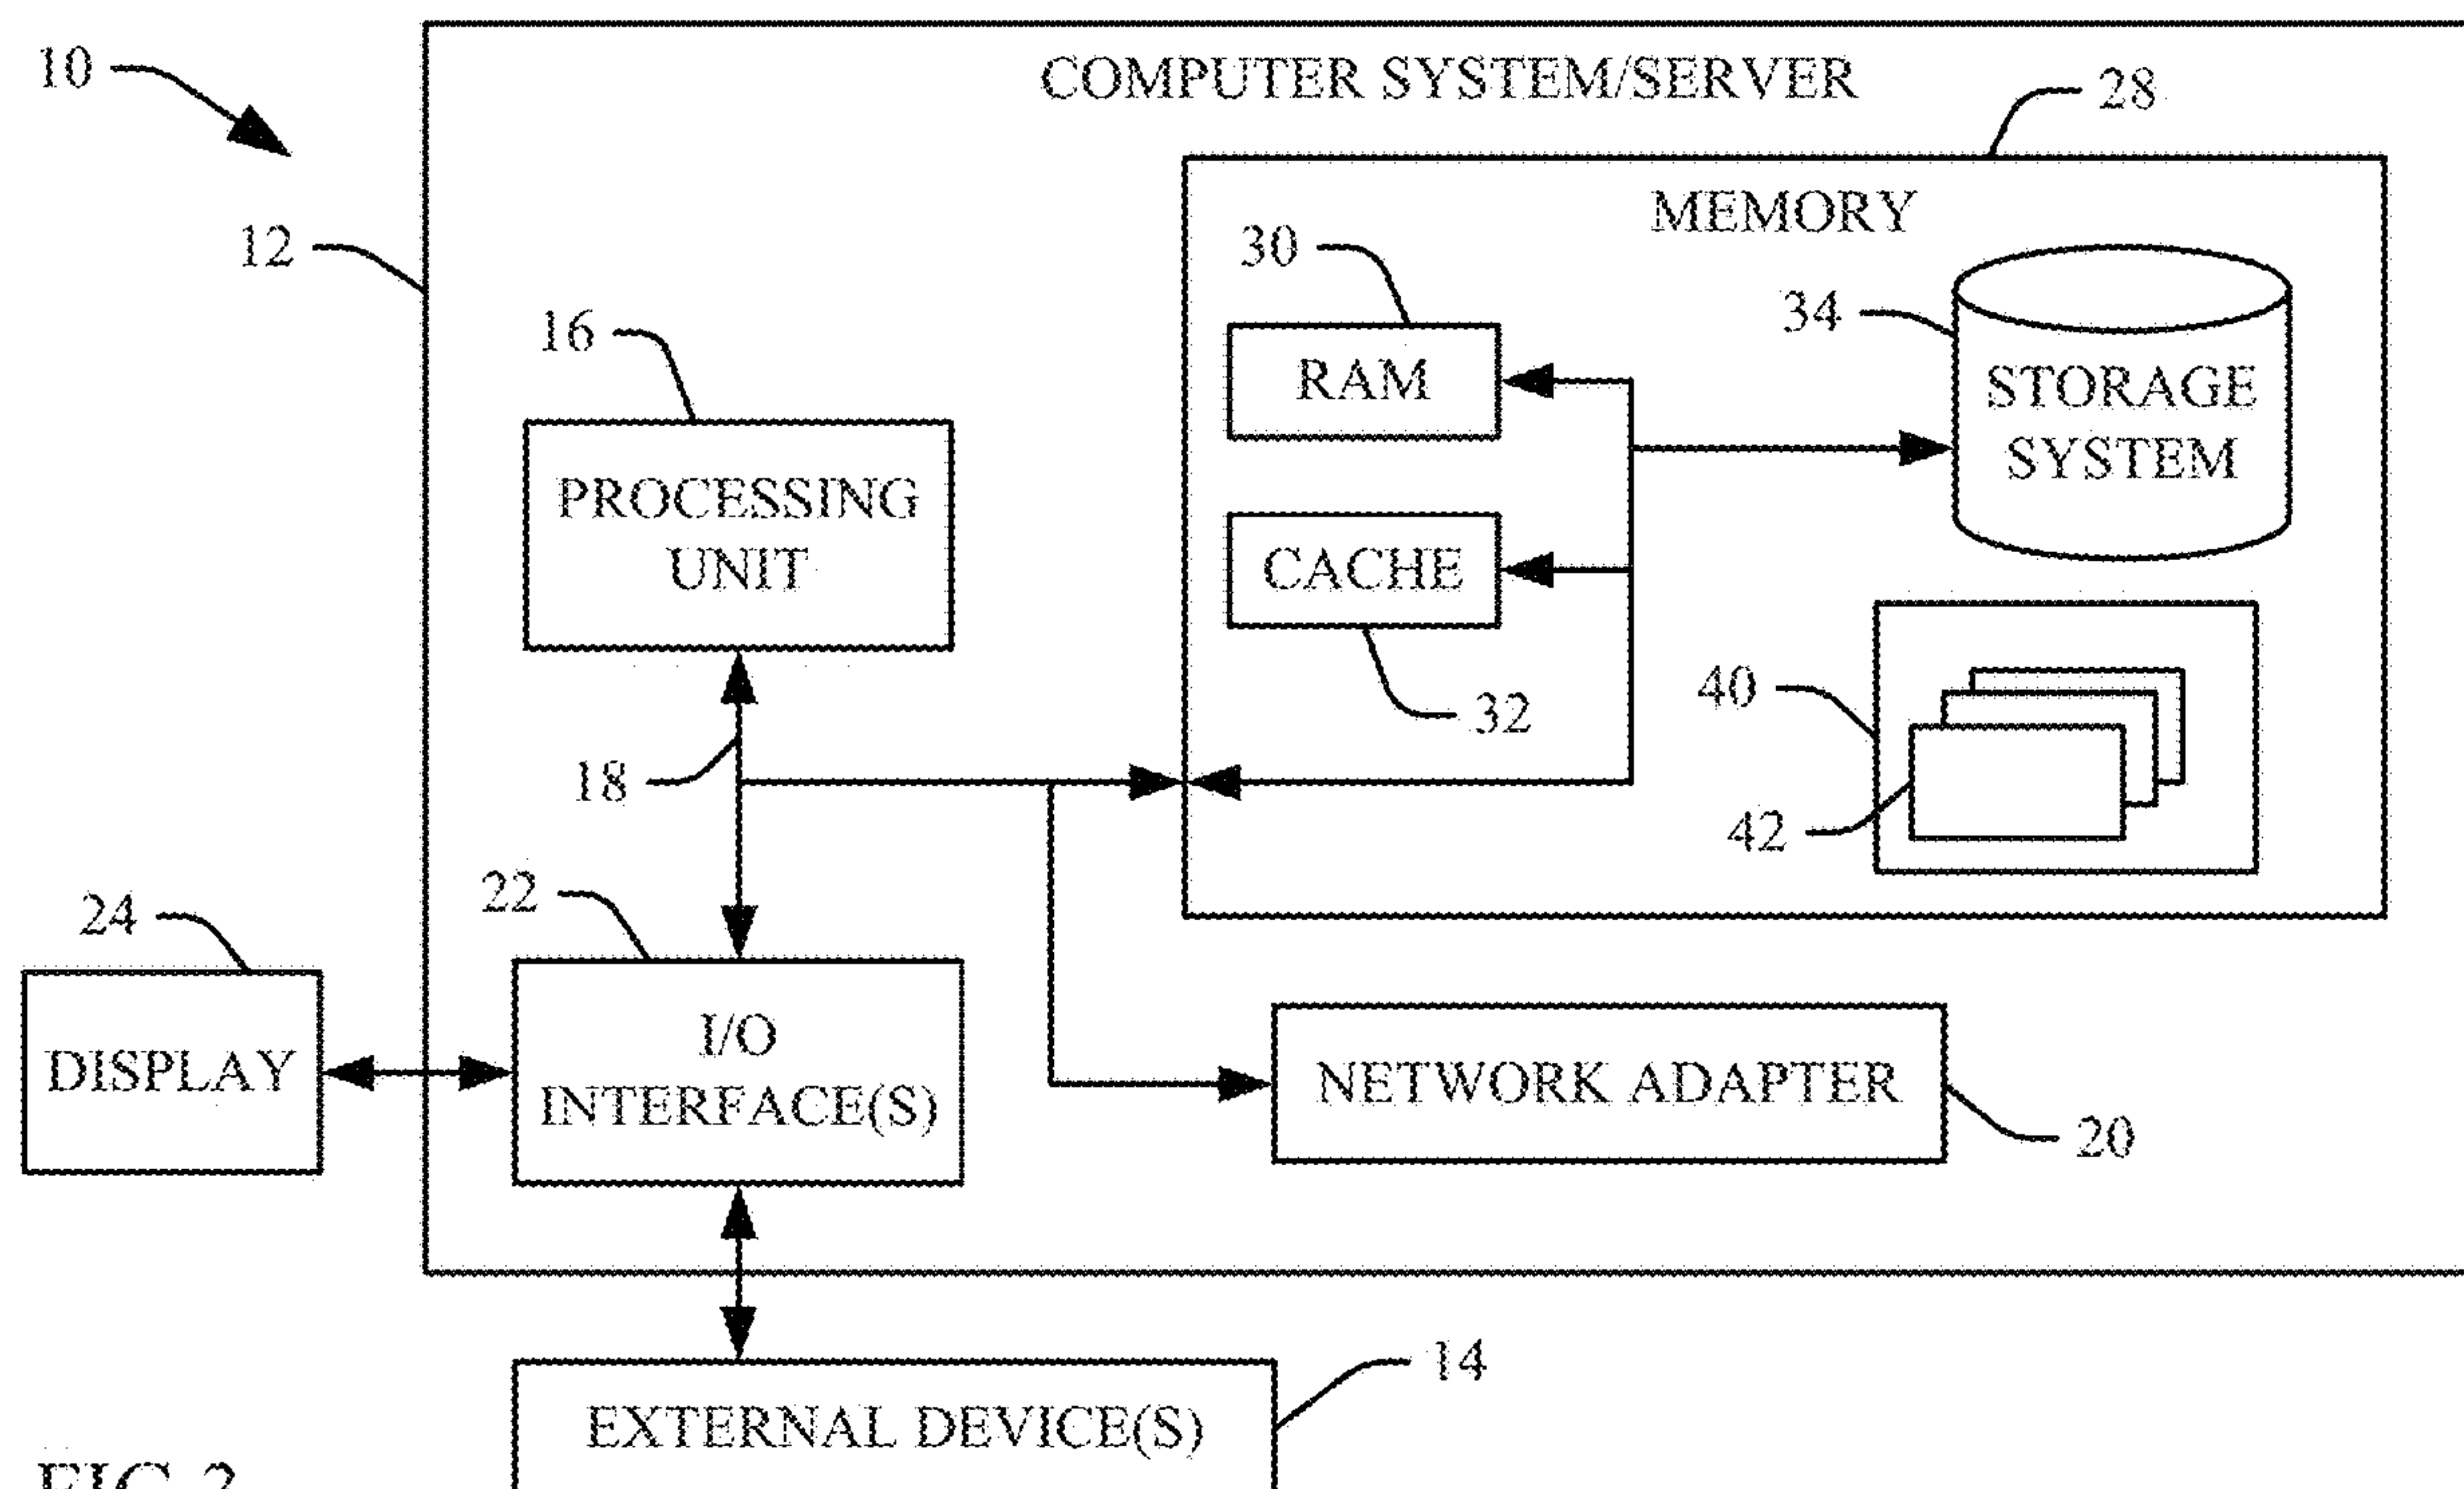 10
COMPUTER SYSTEM/SERVER
28
12
MEMORY
30
34
16
RAM
STORAGE
SYSTEM
PROCESSING
UNIT
CACHE
40
32
18
42
24
22
DISPLAY
I/O
INTERFACE(S)
NETWORK ADAPTER
20
14
EXTERNAL DEVICE(S)